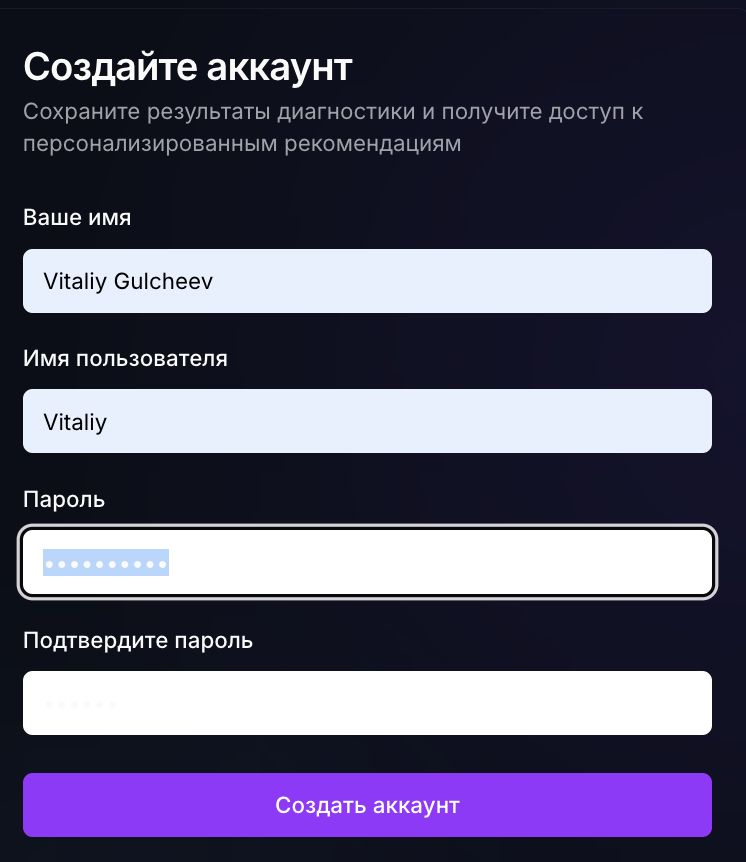 Создайте аккаунт
Сохраните результаты диагностики и получите доступ к
персонализированным рекомендациям
Ваше имя
Vitaliy Gulcheev
Имя пользователя
Vitaliy
Пароль
••••••••••
Подтвердите пароль
••••••
Создать аккаунт